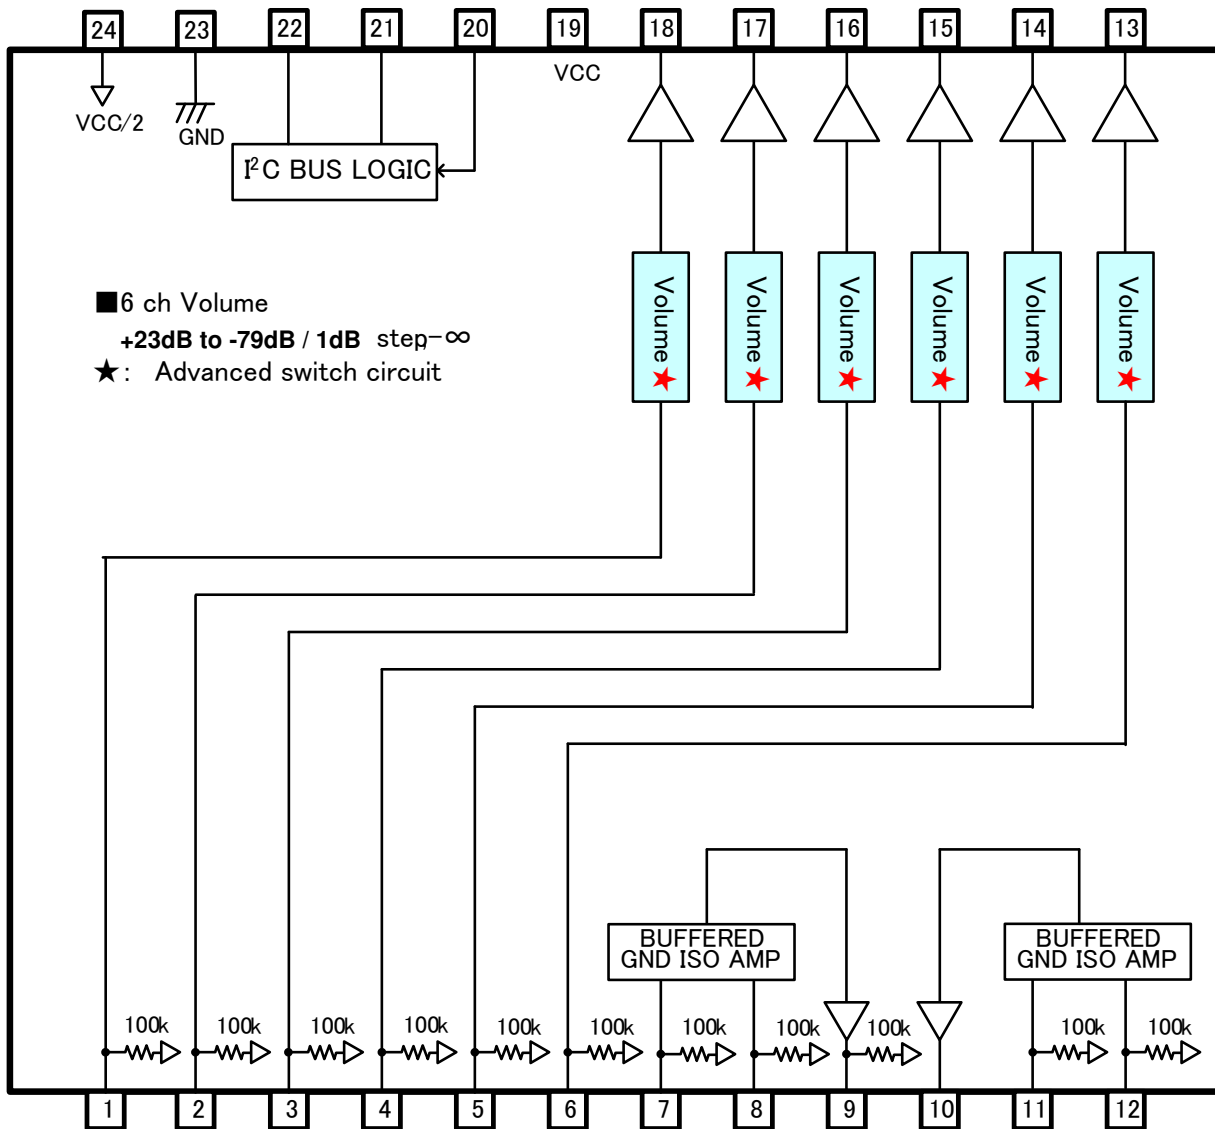 24 23 22 21 20 19 18 17 16 15 14 13
VCC
VCC/2
GND
I²C BUS LOGIC
Volume★ Volume★ Volume★ Volume★ Volume★ Volume★
■6 ch Volume
+23dB to -79dB / 1dB step-∞
★: Advanced switch circuit
BUFFERED
GND ISO AMP
BUFFERED
GND ISO AMP
100k 100k 100k 100k 100k 100k 100k 100k 100k 100k 100k
1 2 3 4 5 6 7 8 9 10 11 12